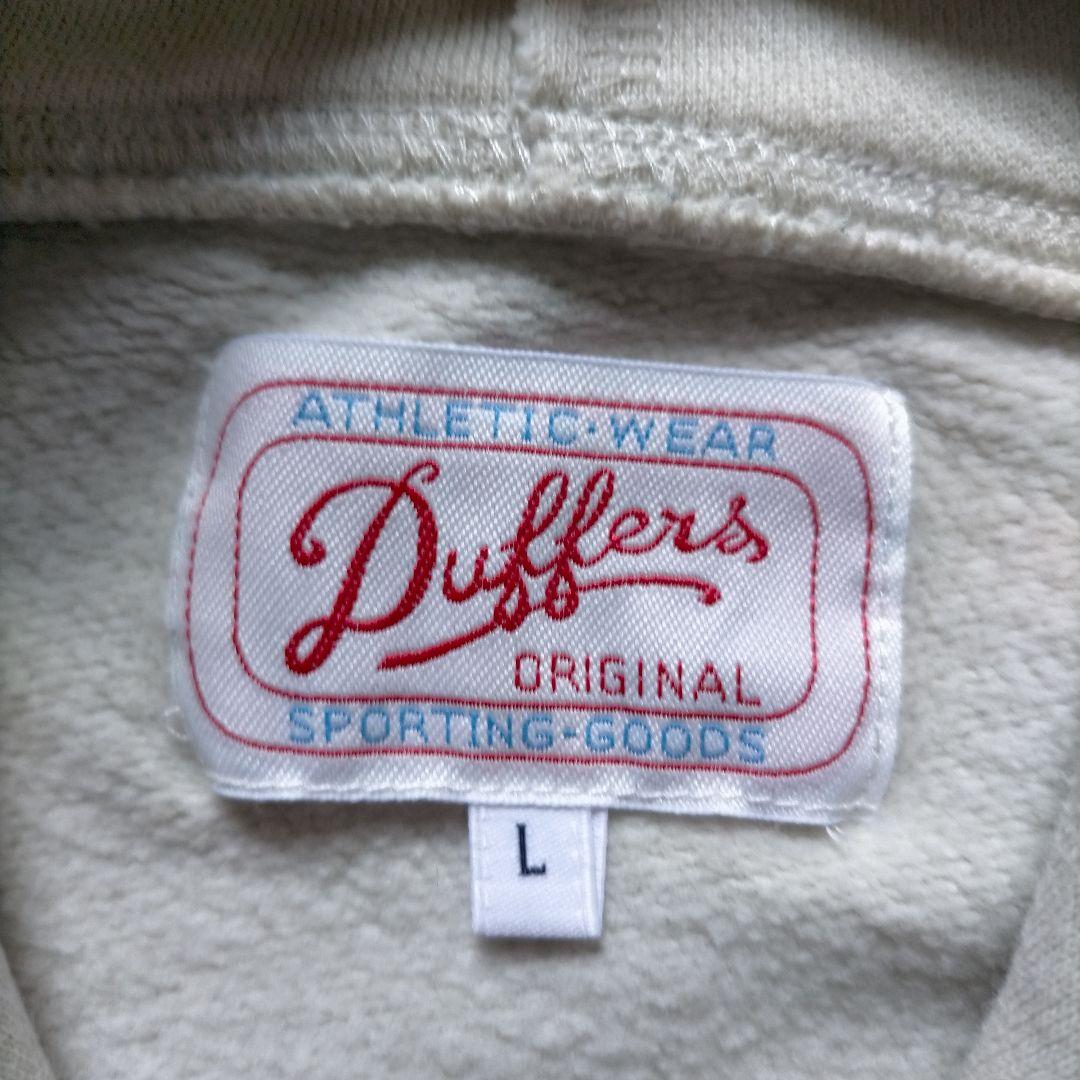 ATHLETIC·WEAR
Duffers
ORIGINAL
SPORTING-GOODS
L